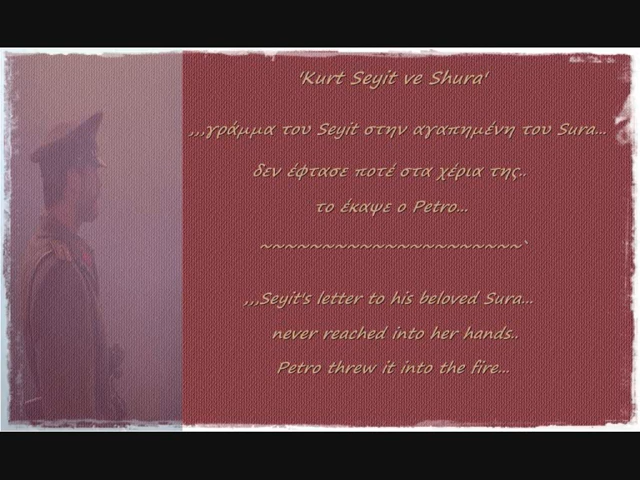 'Kurt Seyit ve Shura'
,,,γράμμα του Seyit στην αγαπημένη του Sura...
δεν έφτασε ποτέ στα χέρια της..
το έκαψε ο Petro...
~~~~~~~~~~~~~~~~~~~~~`
,,,Seyit's letter to his beloved Sura...
never reached into her hands..
Petro threw it into the fire...